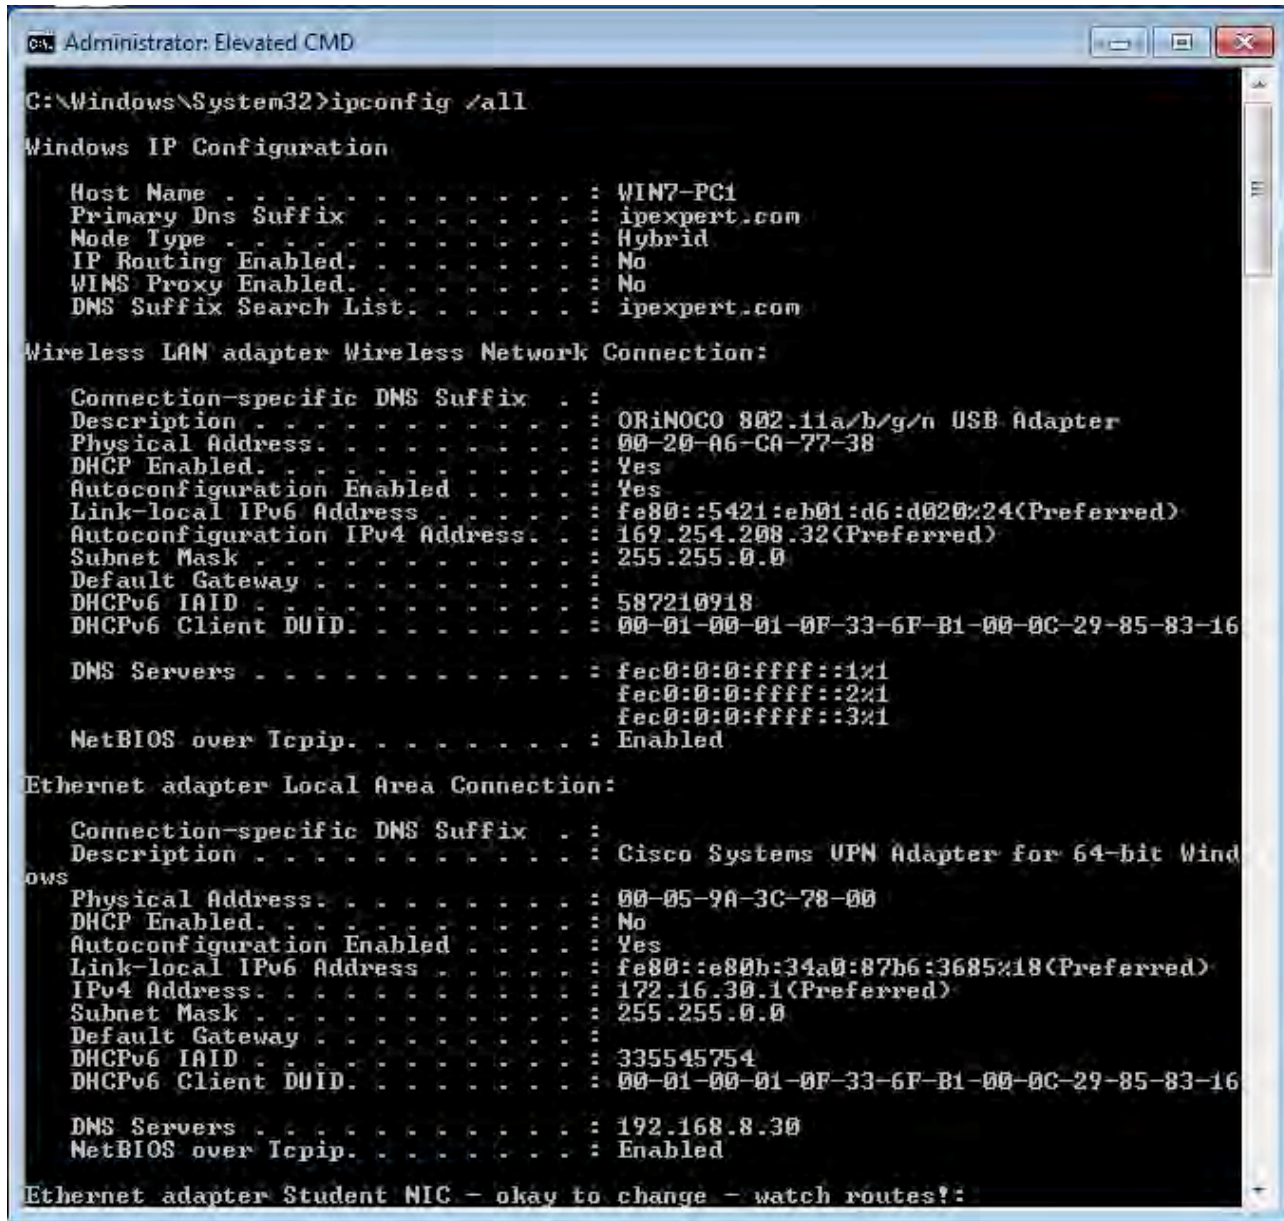 Administrator: Elevated CMD
C:\Windows\System32>ipconfig /all
Windows IP Configuration
Host Name . . . . . . . . . . . . : WIN7-PC1
Primary Dns Suffix  . . . . . . . : ipexpert.com
Node Type . . . . . . . . . . . . : Hybrid
IP Routing Enabled. . . . . . . . : No
WINS Proxy Enabled. . . . . . . . : No
DNS Suffix Search List. . . . . . : ipexpert.com
Wireless LAN adapter Wireless Network Connection:
Connection-specific DNS Suffix  . :
Description . . . . . . . . . . . : ORiNOCO 802.11a/b/g/n USB Adapter
Physical Address. . . . . . . . . : 00-20-A6-CA-77-38
DHCP Enabled. . . . . . . . . . . : Yes
Autoconfiguration Enabled . . . . : Yes
Link-local IPv6 Address . . . . . : fe80::5421:eb01:d6:d020%24(Preferred)
Autoconfiguration IPv4 Address. . : 169.254.208.32(Preferred)
Subnet Mask . . . . . . . . . . . : 255.255.0.0
Default Gateway . . . . . . . . . :
DHCPv6 IAID . . . . . . . . . . . : 587210918
DHCPv6 Client DUID. . . . . . . . : 00-01-00-01-0F-33-6F-B1-00-0C-29-85-83-16
DNS Servers . . . . . . . . . . . : fec0:0:0:ffff::1%1
fec0:0:0:ffff::2%1
fec0:0:0:ffff::3%1
NetBIOS over Tcpip. . . . . . . . : Enabled
Ethernet adapter Local Area Connection:
Connection-specific DNS Suffix  . :
Description . . . . . . . . . . . : Cisco Systems VPN Adapter for 64-bit Wind
ows
Physical Address. . . . . . . . . : 00-05-9A-3C-78-00
DHCP Enabled. . . . . . . . . . . : No
Autoconfiguration Enabled . . . . : Yes
Link-local IPv6 Address . . . . . : fe80::e80b:34a0:87b6:3685%18(Preferred)
IPv4 Address. . . . . . . . . . . : 172.16.30.1(Preferred)
Subnet Mask . . . . . . . . . . . : 255.255.0.0
Default Gateway . . . . . . . . . :
DHCPv6 IAID . . . . . . . . . . . : 335545754
DHCPv6 Client DUID. . . . . . . . : 00-01-00-01-0F-33-6F-B1-00-0C-29-85-83-16
DNS Servers . . . . . . . . . . . : 192.168.8.30
NetBIOS over Tcpip. . . . . . . . : Enabled
Ethernet adapter Student NIC - okay to change - watch routes!: